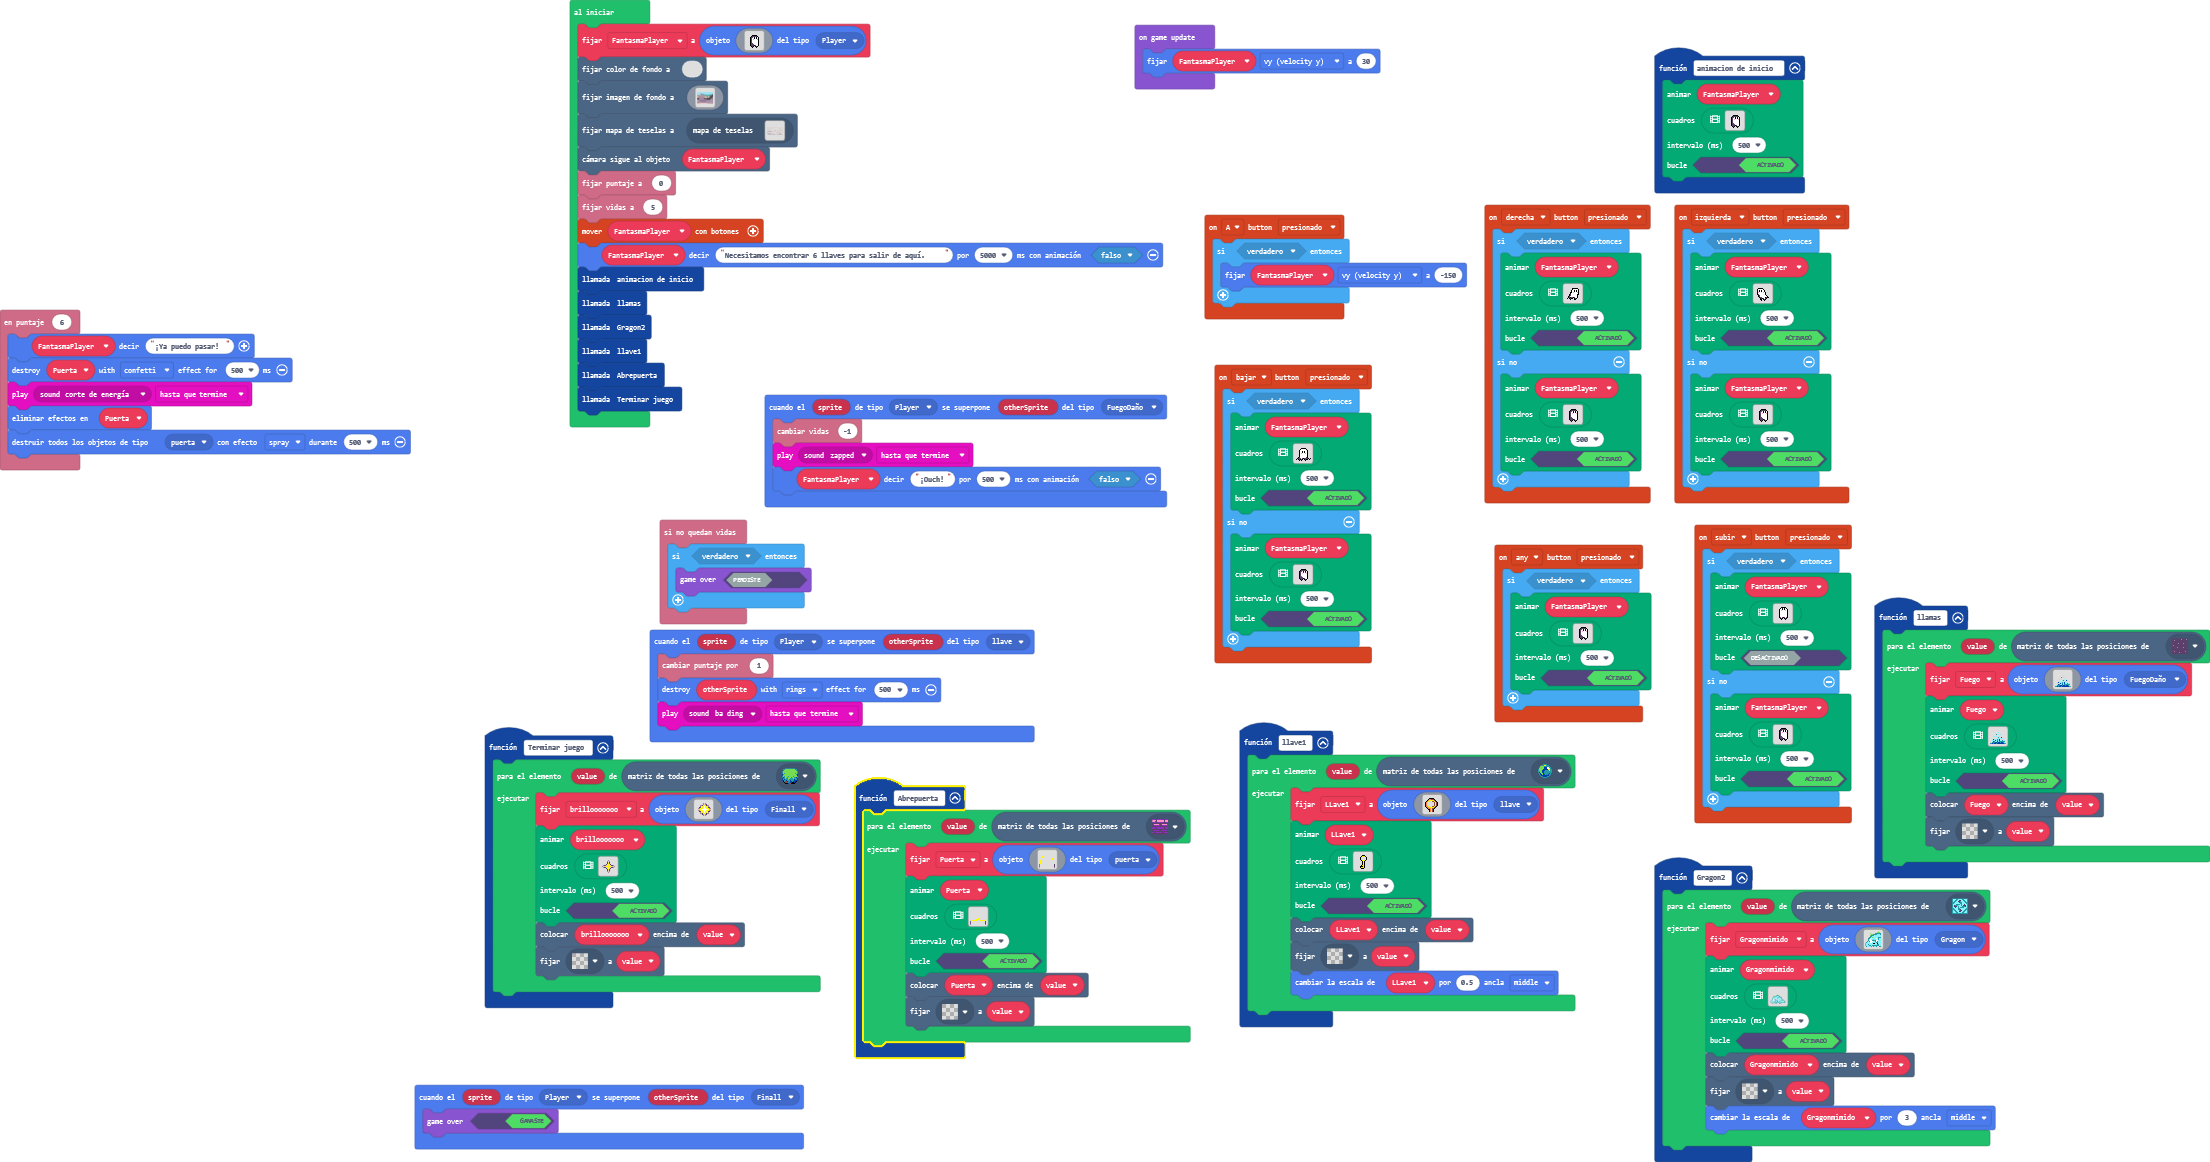 al iniciar
fijar FantasmaPlayer a objeto del tipo Player
fijar color de fondo a
fijar imagen de fondo a
fijar mapa de teselas a mapa de teselas
cámara sigue al objeto FantasmaPlayer
fijar puntaje a 0
fijar vidas a 5
mover FantasmaPlayer con botones
FantasmaPlayer decir "Necesitamos encontrar 6 llaves para salir de aquí. " por 5000 ms con animación falso
llamada animacion de inicio
llamada llamas
llamada Gragon2
llamada llave1
llamada Abrepuerta
llamada Terminar juego
on game update
fijar FantasmaPlayer vy (velocity y) a 30
función animacion de inicio
animar FantasmaPlayer
cuadros
intervalo (ms) 500
bucle ACTIVADO
on A button presionado
si verdadero entonces
fijar FantasmaPlayer vy (velocity y) a -150
on derecha button presionado
si verdadero entonces
animar FantasmaPlayer
cuadros
intervalo (ms) 500
bucle ACTIVADO
si no
animar FantasmaPlayer
cuadros
intervalo (ms) 500
bucle ACTIVADO
on izquierda button presionado
si verdadero entonces
animar FantasmaPlayer
cuadros
intervalo (ms) 500
bucle ACTIVADO
si no
animar FantasmaPlayer
cuadros
intervalo (ms) 500
bucle ACTIVADO
en puntaje 6
FantasmaPlayer decir "¡Ya puedo pasar! "
destroy Puerta with confetti effect for 500 ms
play sound corte de energía hasta que termine
eliminar efectos en Puerta
destruir todos los objetos de tipo puerta con efecto spray durante 500 ms
cuando el sprite de tipo Player se superpone otherSprite del tipo FuegoDaño
cambiar vidas -1
play sound zapped hasta que termine
FantasmaPlayer decir "¡Ouch! " por 500 ms con animación falso
on bajar button presionado
si verdadero entonces
animar FantasmaPlayer
cuadros
intervalo (ms) 500
bucle ACTIVADO
si no
animar FantasmaPlayer
cuadros
intervalo (ms) 500
bucle ACTIVADO
si no quedan vidas
si verdadero entonces
game over PERDISTE
on any button presionado
si verdadero entonces
animar FantasmaPlayer
cuadros
intervalo (ms) 500
bucle ACTIVADO
on subir button presionado
si verdadero entonces
animar FantasmaPlayer
cuadros
intervalo (ms) 500
bucle DESACTIVADO
si no
animar FantasmaPlayer
cuadros
intervalo (ms) 500
bucle ACTIVADO
función llamas
para el elemento value de matriz de todas las posiciones de
ejecutar
fijar Fuego a objeto del tipo FuegoDaño
animar Fuego
cuadros
intervalo (ms) 500
bucle ACTIVADO
colocar Fuego encima de value
fijar a value
cuando el sprite de tipo Player se superpone otherSprite del tipo llave
cambiar puntaje por 1
destroy otherSprite with rings effect for 500 ms
play sound ba ding hasta que termine
función Terminar juego
para el elemento value de matriz de todas las posiciones de
ejecutar
fijar brillooooooo a objeto del tipo Finall
animar brillooooooo
cuadros
intervalo (ms) 500
bucle ACTIVADO
colocar brillooooooo encima de value
fijar a value
función Abrepuerta
para el elemento value de matriz de todas las posiciones de
ejecutar
fijar Puerta a objeto del tipo puerta
animar Puerta
cuadros
intervalo (ms) 500
bucle ACTIVADO
colocar Puerta encima de value
fijar a value
función llave1
para el elemento value de matriz de todas las posiciones de
ejecutar
fijar LLave1 a objeto del tipo llave
animar LLave1
cuadros
intervalo (ms) 500
bucle ACTIVADO
colocar LLave1 encima de value
fijar a value
cambiar la escala de LLave1 por 0.5 ancla middle
función Gragon2
para el elemento value de matriz de todas las posiciones de
ejecutar
fijar Gragonmimido a objeto del tipo Gragon
animar Gragonmimido
cuadros
intervalo (ms) 500
bucle ACTIVADO
colocar Gragonmimido encima de value
fijar a value
cambiar la escala de Gragonmimido por 3 ancla middle
cuando el sprite de tipo Player se superpone otherSprite del tipo Finall
game over GANASTE